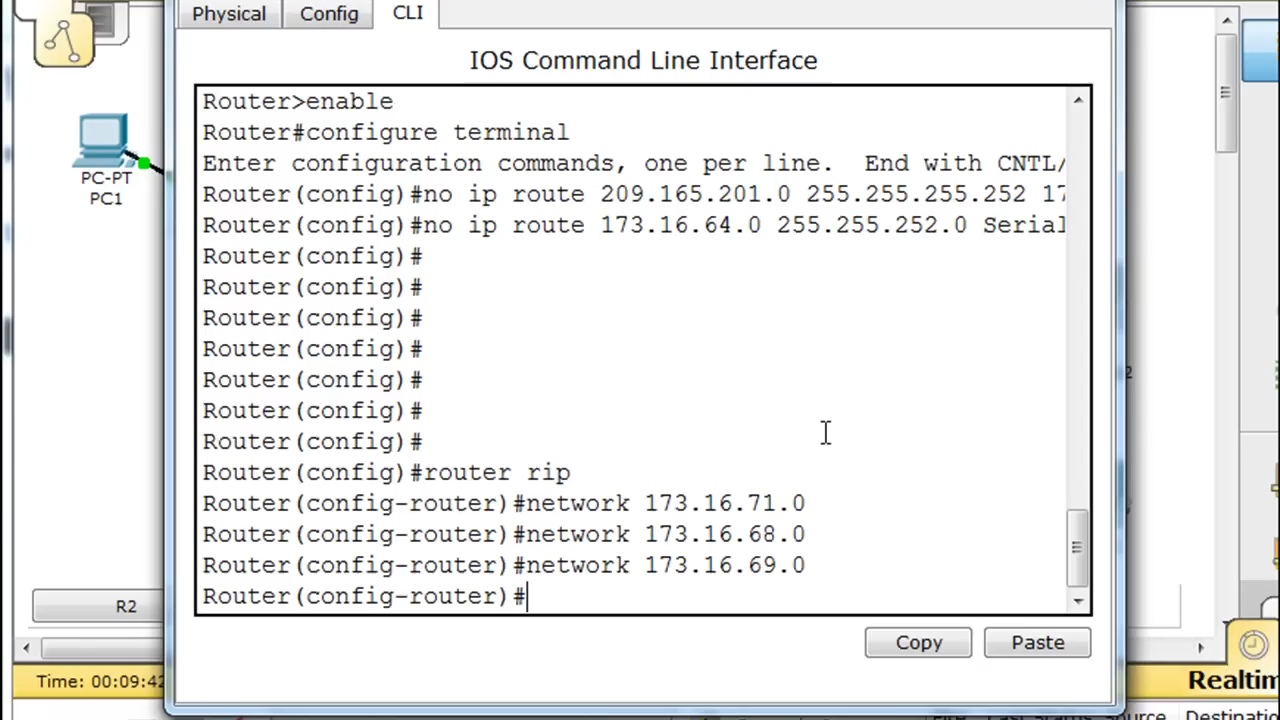 Physical Config CLI
IOS Command Line Interface
Router>enable
Router#configure terminal
Enter configuration commands, one per line.  End with CNTL/
Router(config)#no ip route 209.165.201.0 255.255.255.252 17
Router(config)#no ip route 173.16.64.0 255.255.252.0 Serial
Router(config)#
Router(config)#
Router(config)#
Router(config)#
Router(config)#
Router(config)#
Router(config)#
Router(config)#router rip
Router(config-router)#network 173.16.71.0
Router(config-router)#network 173.16.68.0
Router(config-router)#network 173.16.69.0
Router(config-router)#
Copy Paste
PC-PT
PC1
2
R2
Time: 00:09:42
Realtim
Last Status Source Destinatio